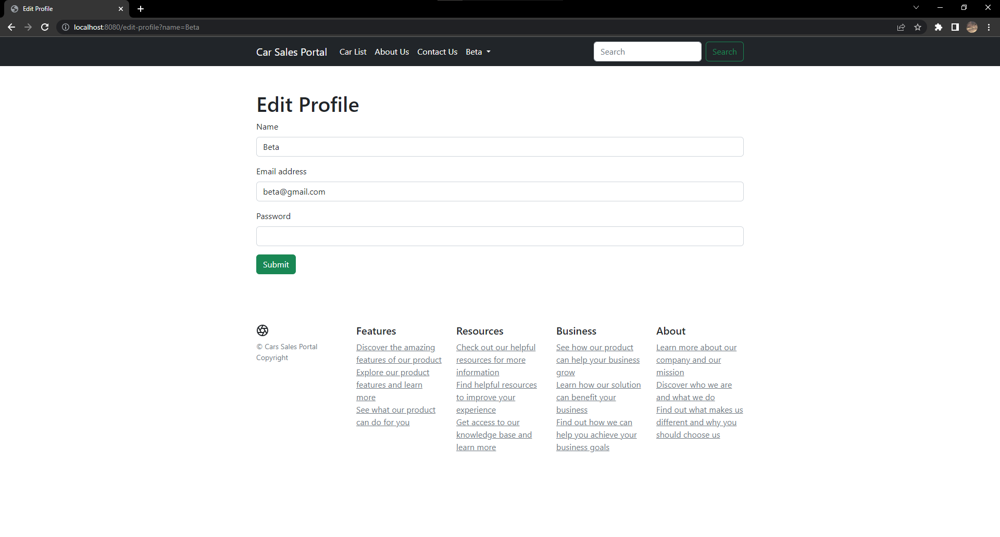 Edit Profile
localhost:8080/edit-profile?name=Beta
Car Sales Portal Car List About Us Contact Us Beta Search Search
Edit Profile
Name
Beta
Email address
beta@gmail.com
Password
Submit
© Cars Sales Portal
Copyright
Features
Discover the amazing
features of our product
Explore our product
features and learn
more
See what our product
can do for you
Resources
Check out our helpful
resources for more
information
Find helpful resources
to improve your
experience
Get access to our
knowledge base and
learn more
Business
See how our product
can help your business
grow
Learn how our solution
can benefit your
business
Find out how we can
help you achieve your
business goals
About
Learn more about our
company and our
mission
Discover who we are
and what we do
Find out what makes us
different and why you
should choose us